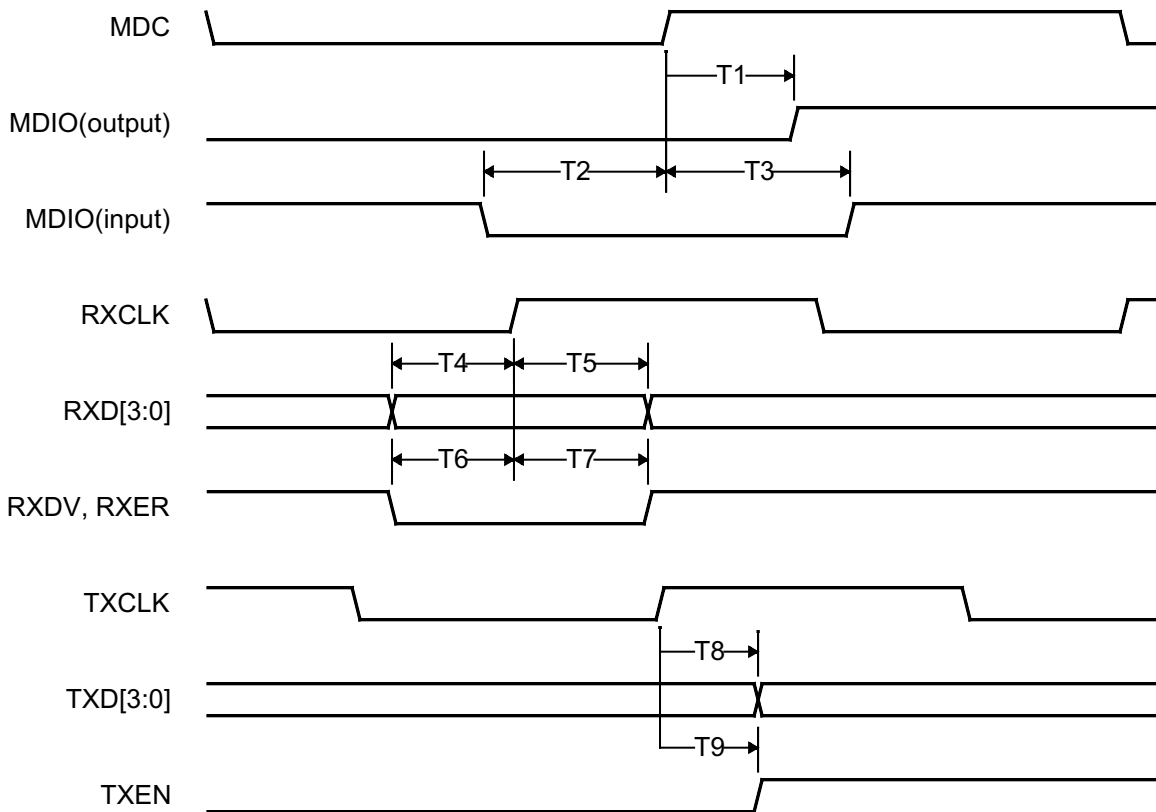 MDC
T1
MDIO(output)
T2
T3
MDIO(input)
RXCLK
T4
T5
RXD[3:0]
T6
T7
RXDV, RXER
TXCLK
T8
TXD[3:0]
T9
TXEN